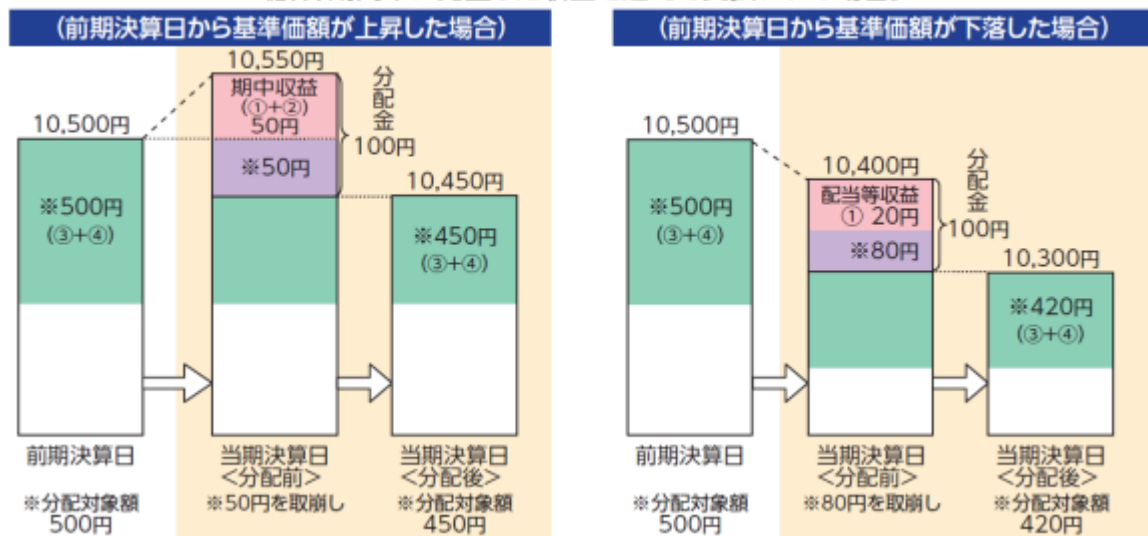 (前期決算日から基準価額が上昇した場合)
10,550円
期中収益
(①+②)
50円
分配金
100円
10,500円
※50円
10,450円
※500円
(③+④)
※450円
(③+④)
前期決算日
当期決算日
<分配前>
当期決算日
<分配後>
※分配対象額
500円
※50円を取崩し
※分配対象額
450円
(前期決算日から基準価額が下落した場合)
10,500円
10,400円
配当等収益
① 20円
分配金
100円
※80円
10,300円
※500円
(③+④)
※420円
(③+④)
前期決算日
当期決算日
<分配前>
当期決算日
<分配後>
※分配対象額
500円
※80円を取崩し
※分配対象額
420円